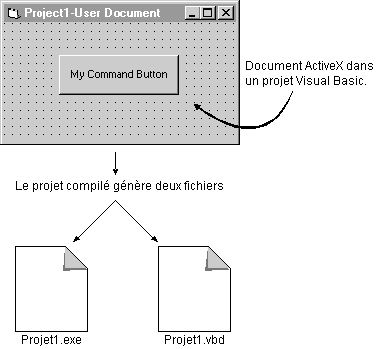 Project1-User Document
My Command Button
Document ActiveX dans
un projet Visual Basic.
Le projet compilé génère deux fichiers
Projet1.exe
Projet1.vbd